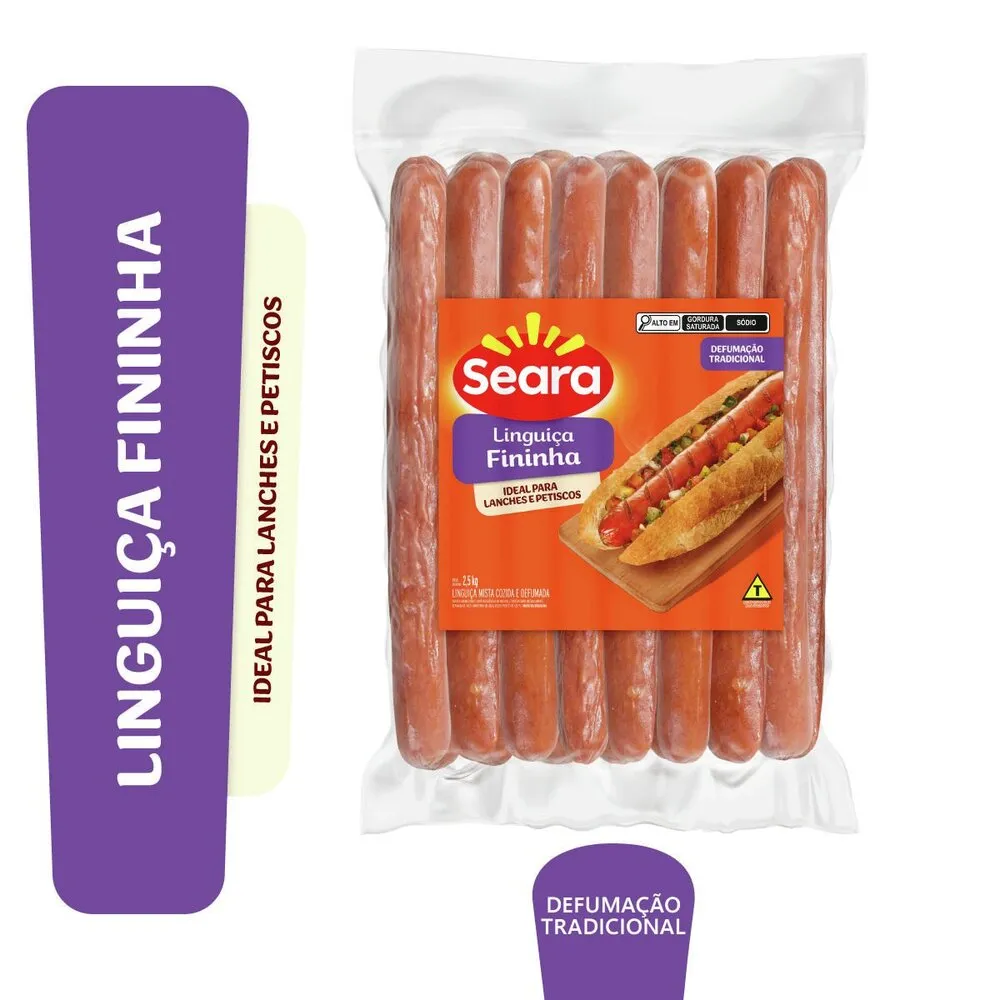 LINGUIÇA FININHA
IDEAL PARA LANCHES E PETISCOS
ALTO EM
GORDURA
SATURADA
SÓDIO
DEFUMAÇÃO
TRADICIONAL
Seara
Linguiça
Fininha
IDEAL PARA
LANCHES E PETISCOS
2,5 kg
LINGUIÇA MISTA COZIDA E DEFUMADA
T
DEFUMAÇÃO
TRADICIONAL